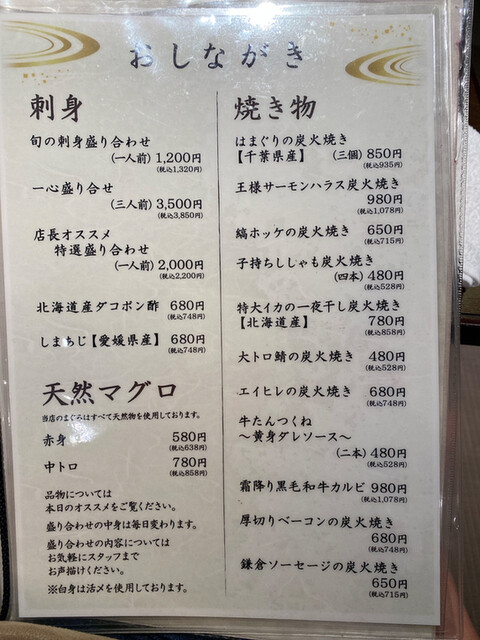 おしながき
刺身
旬の刺身盛り合わせ
(一人前) 1,200円
(税込1,320円)
一心盛り合せ
(三人前) 3,500円
(税込3,850円)
店長オススメ
特選盛り合わせ
(一人前) 2,000円
(税込2,200円)
北海道産ダコポン酢 680円
(税込748円)
しまあじ【愛媛県産】 680円
(税込748円)
天然マグロ
当店のまぐろはすべて天然物を使用しております。
赤身 580円
(税込638円)
中トロ 780円
(税込858円)
品物については
本日のオススメをご覧ください。
盛り合わせの中身は毎日変わります。
盛り合わせの内容については
お気軽にスタッフまで
お声描けください。
※白身は活メを使用しております。
焼き物
はまぐりの炭火焼き
【千葉県産】 (三個) 850円
(税込935円)
王様サーモンハラス炭火焼き
980円
(税込1,078円)
縞ホッケの炭火焼き 650円
(税込715円)
子持ちししゃも炭火焼き
(四本) 480円
(税込528円)
特大イカの一夜干し炭火焼き
【北海道産】 780円
(税込858円)
大トロ鯖の炭火焼き 480円
(税込528円)
エイヒレの炭火焼き 680円
(税込748円)
牛たんつくね
〜黄身ダレソース〜
(二本) 480円
(税込528円)
霜降り黒毛和牛カルビ 980円
(税込1,078円)
厚切りベーコンの炭火焼き
680円
(税込748円)
鎌倉ソーセージの炭火焼き
650円
(税込715円)